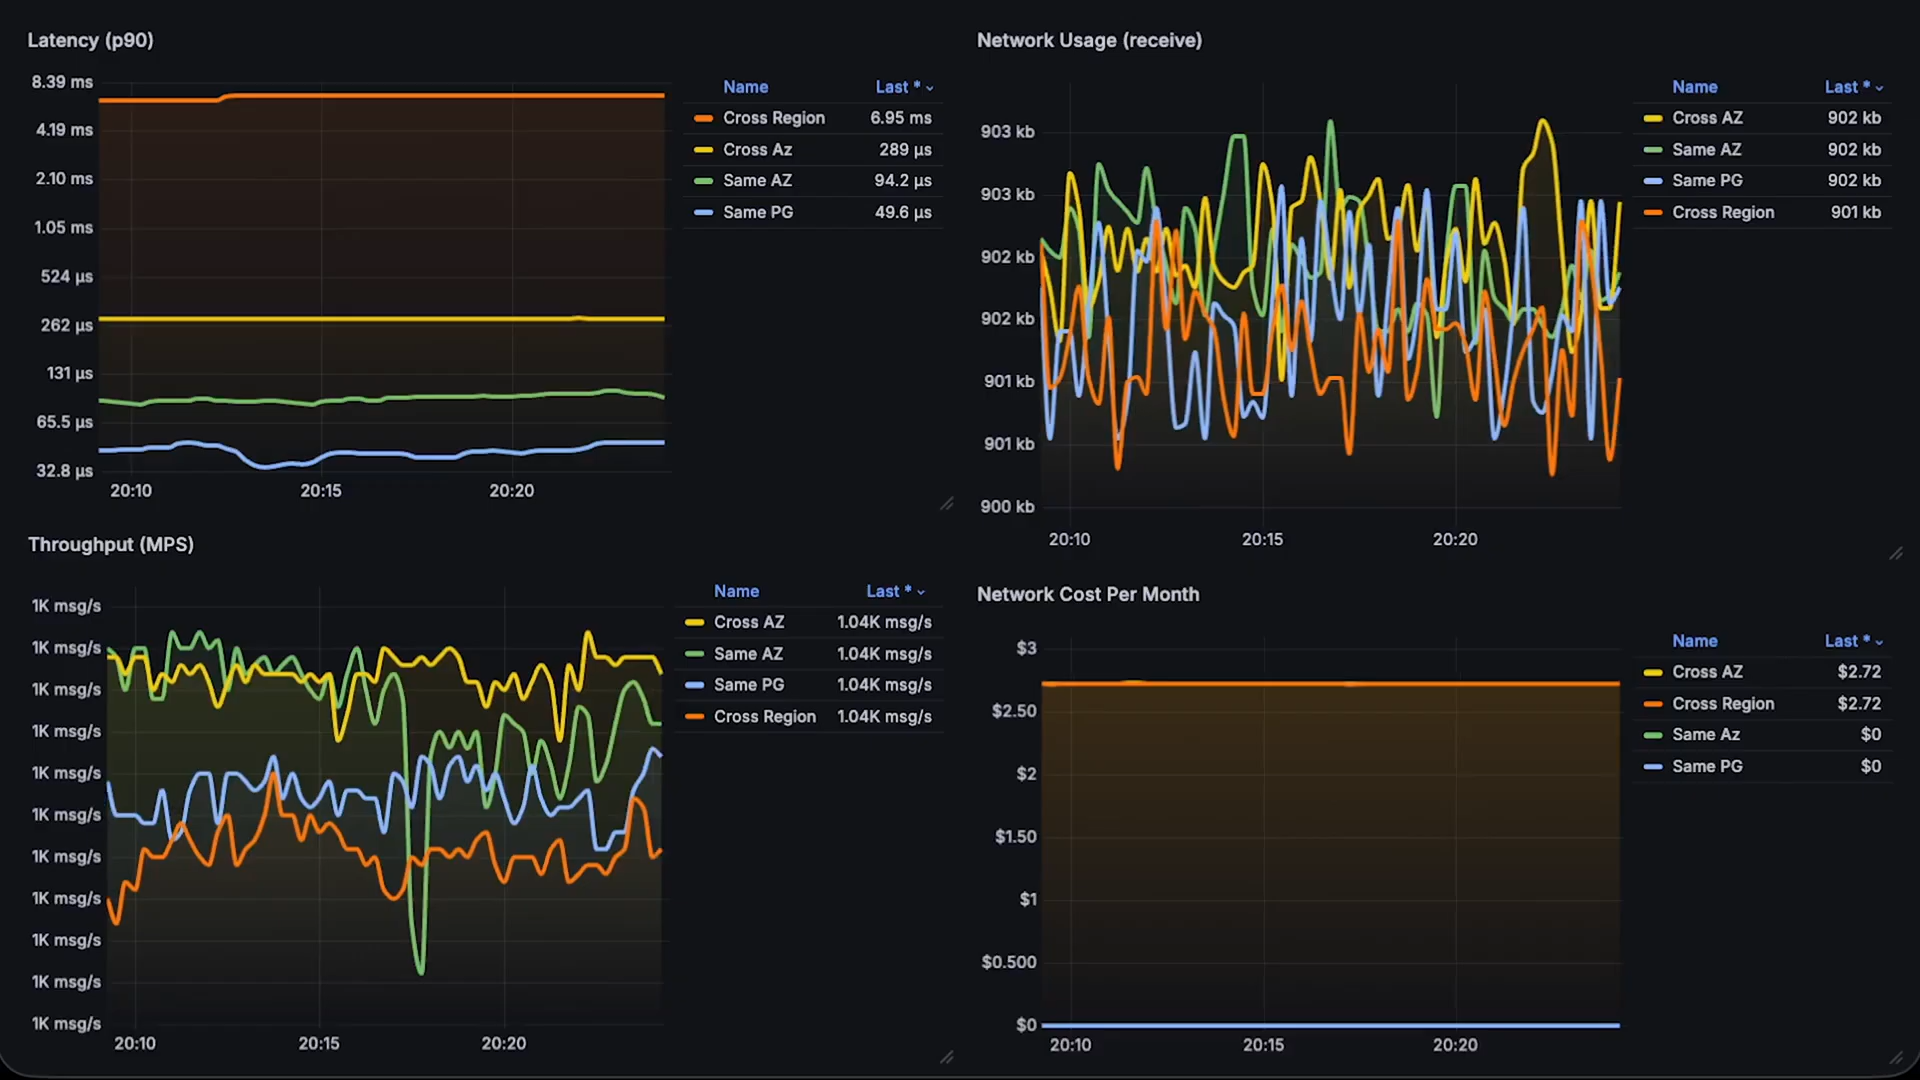 Latency (p90)
8.39 ms
4.19 ms
2.10 ms
1.05 ms
524 µs
262 µs
131 µs
65.5 µs
32.8 µs
20:10 20:15 20:20
Name Last *
Cross Region 6.95 ms
Cross Az 289 µs
Same AZ 94.2 µs
Same PG 49.6 µs
Network Usage (receive)
903 kb
903 kb
902 kb
902 kb
901 kb
901 kb
900 kb
20:10 20:15 20:20
Name Last *
Cross AZ 902 kb
Same AZ 902 kb
Same PG 902 kb
Cross Region 901 kb
Throughput (MPS)
1K msg/s
1K msg/s
1K msg/s
1K msg/s
1K msg/s
1K msg/s
1K msg/s
1K msg/s
1K msg/s
1K msg/s
1K msg/s
20:10 20:15 20:20
Name Last *
Cross AZ 1.04K msg/s
Same AZ 1.04K msg/s
Same PG 1.04K msg/s
Cross Region 1.04K msg/s
Network Cost Per Month
$3
$2.50
$2
$1.50
$1
$0.500
$0
20:10 20:15 20:20
Name Last *
Cross AZ $2.72
Cross Region $2.72
Same Az $0
Same PG $0